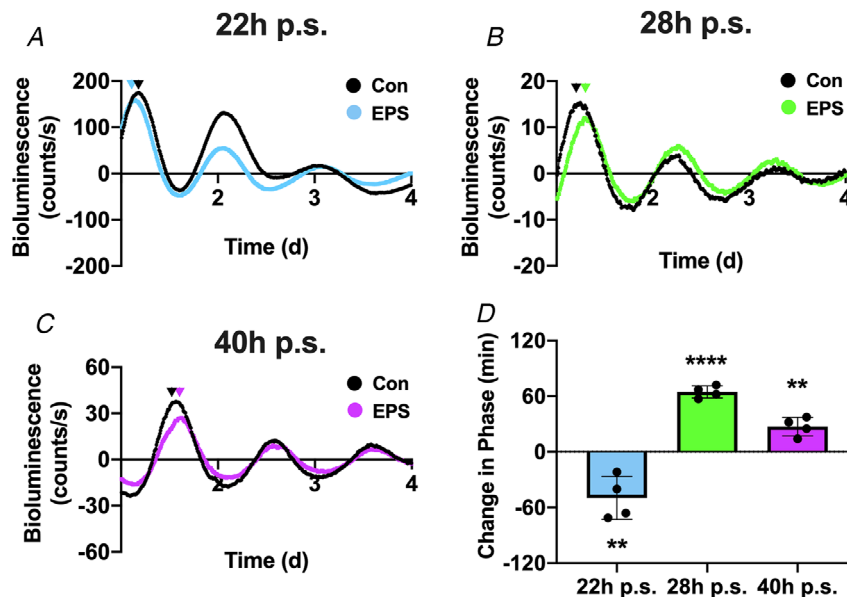 A
22h p.s.
Bioluminescence
(counts/s)
200
100
0
-100
-200
2
3
4
Time (d)
Con
EPS
B
28h p.s.
Bioluminescence
(counts/s)
20
10
0
-10
-20
2
3
4
Time (d)
Con
EPS
C
40h p.s.
Bioluminescence
(counts/s)
60
30
0
-30
-60
2
3
4
Time (d)
Con
EPS
D
Change in Phase (min)
120
60
0
-60
-120
**
****
**
22h p.s.
28h p.s.
40h p.s.